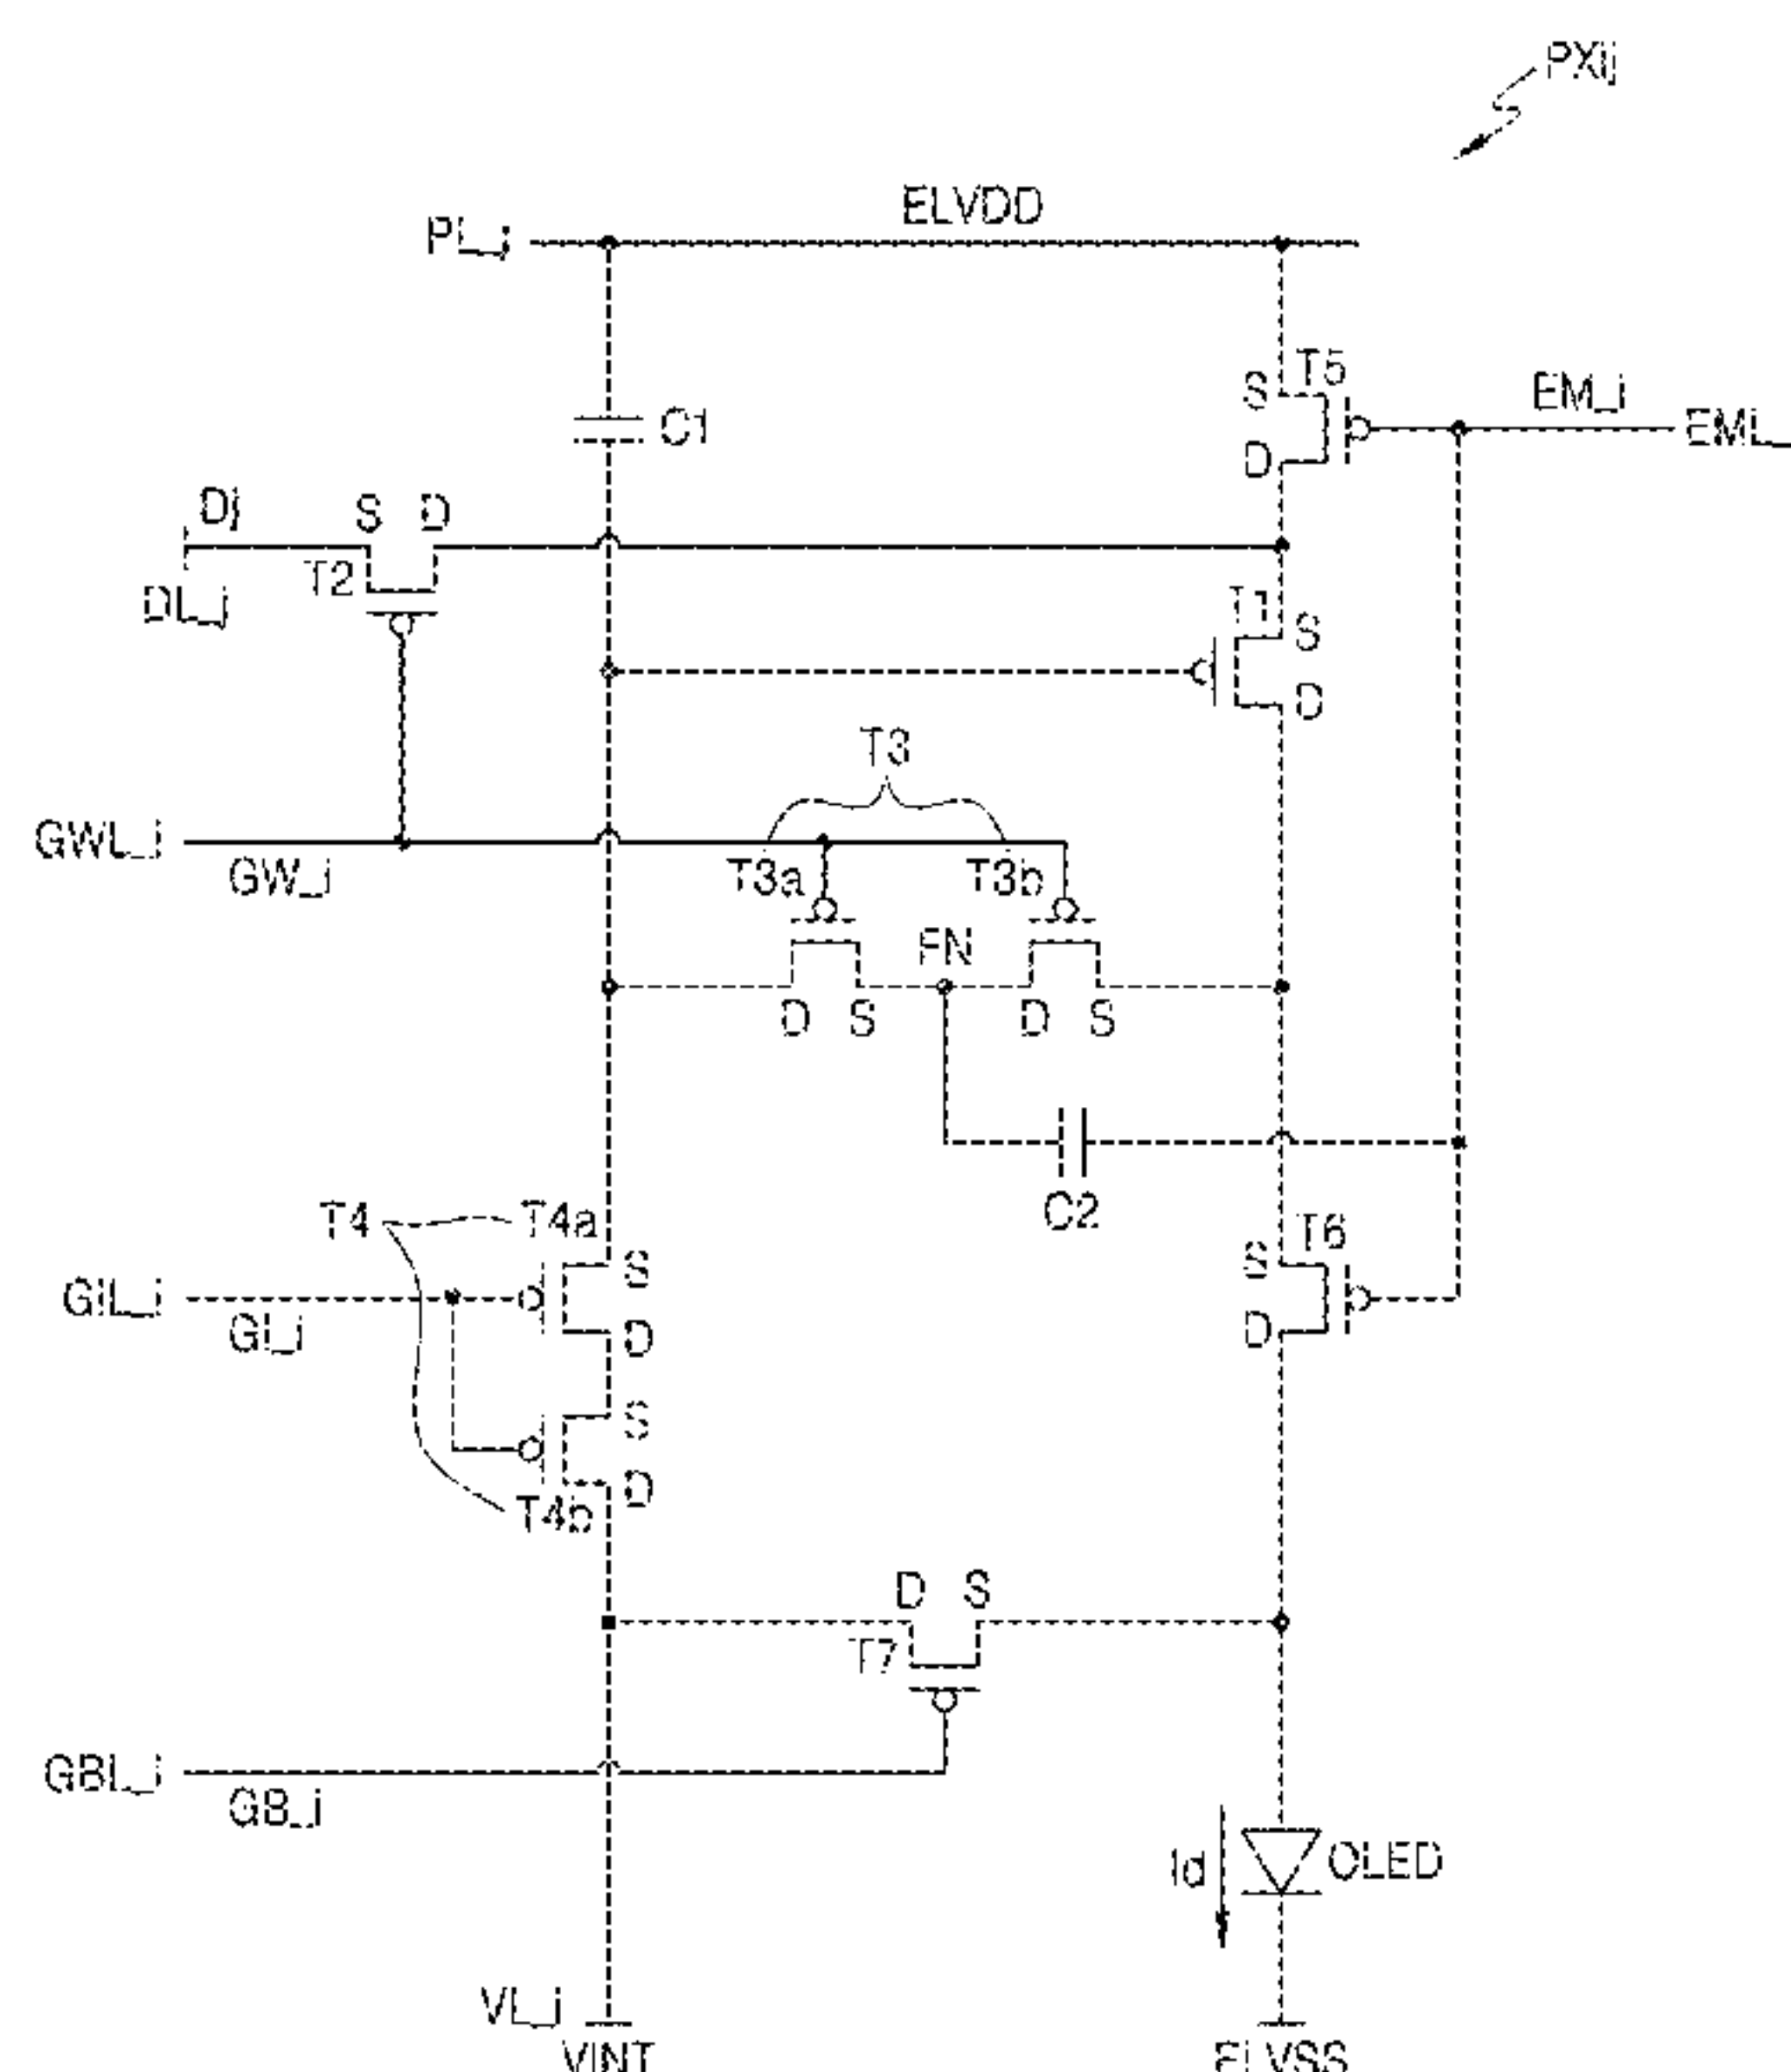 PXij
ELVDD
PL_j
T5
S
EM_i
EML_
C1
D
Dj
S D
T2
DL_j
T1
S
D
T3
GWL_i
GW_i
T3a
T3b
FN
D S
D S
C2
T4
T4a
T6
S
S
GIL_i
GI_i
D
D
S
D
T4b
D S
T7
GBL_i
GB_i
Id
OLED
VL_i
VINT
ELVSS